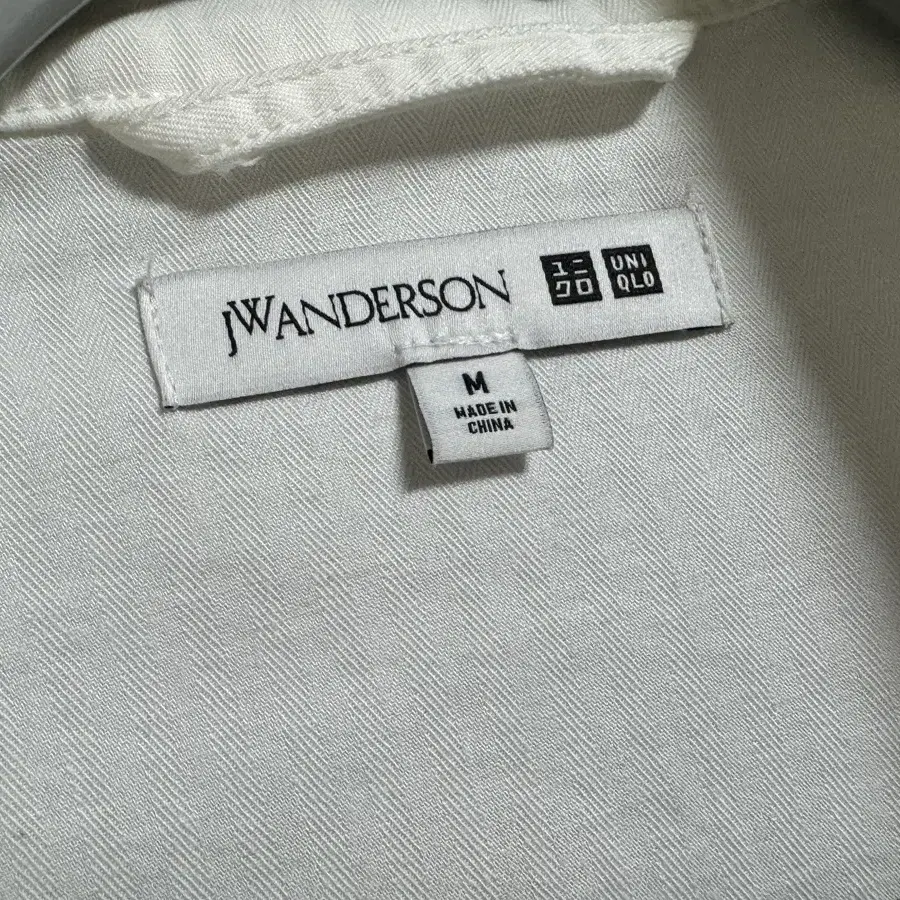 JWANDERSON
ユニ
クロ
UNI
QLO
M
MADE IN
CHINA